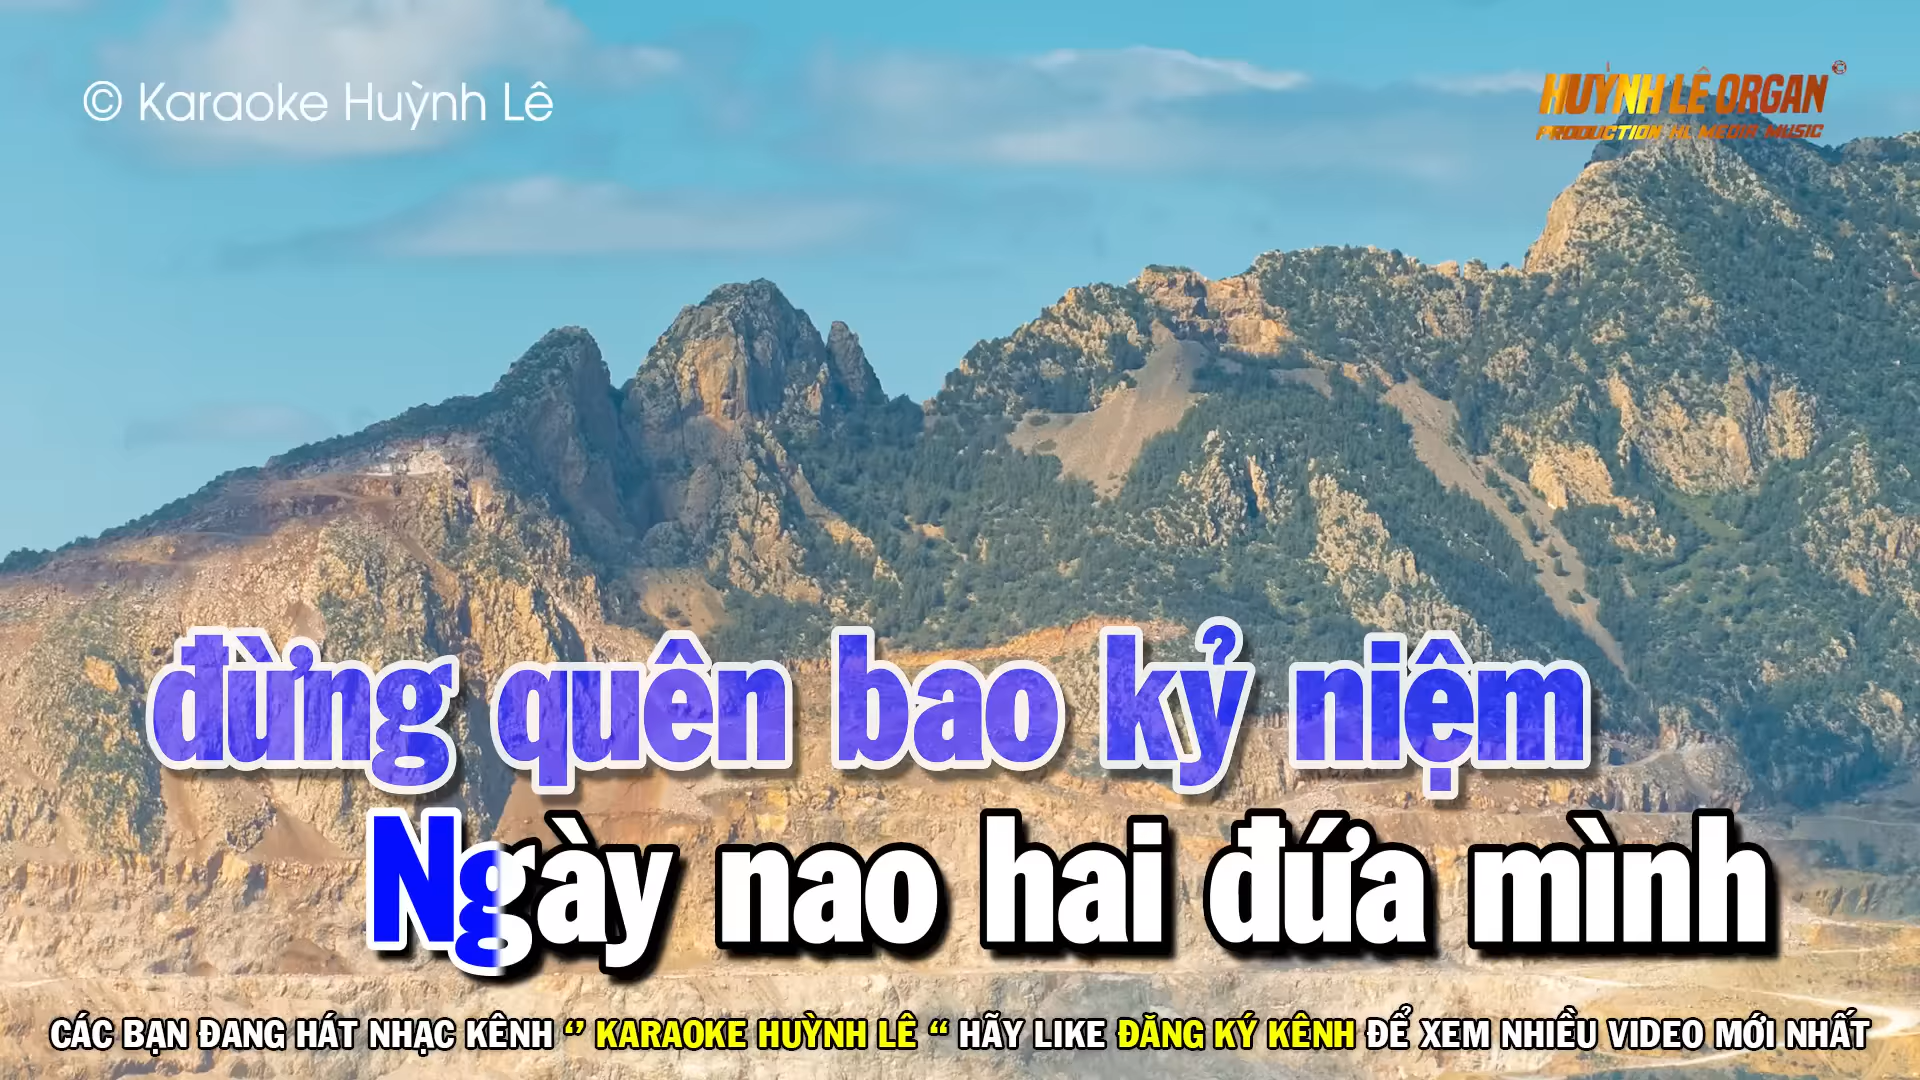 © Karaoke Huỳnh Lê
HUỲNH LÊ ORGAN
PRODUCTION HL MEDIA MUSIC
đừng quên bao kỷ niệm
Ngày nao hai đứa mình
CÁC BẠN ĐANG HÁT NHẠC KÊNH ‘’ KARAOKE HUỲNH LÊ “ HÃY LIKE ĐĂNG KÝ KÊNH ĐỂ XEM NHIỀU VIDEO MỚI NHẤT